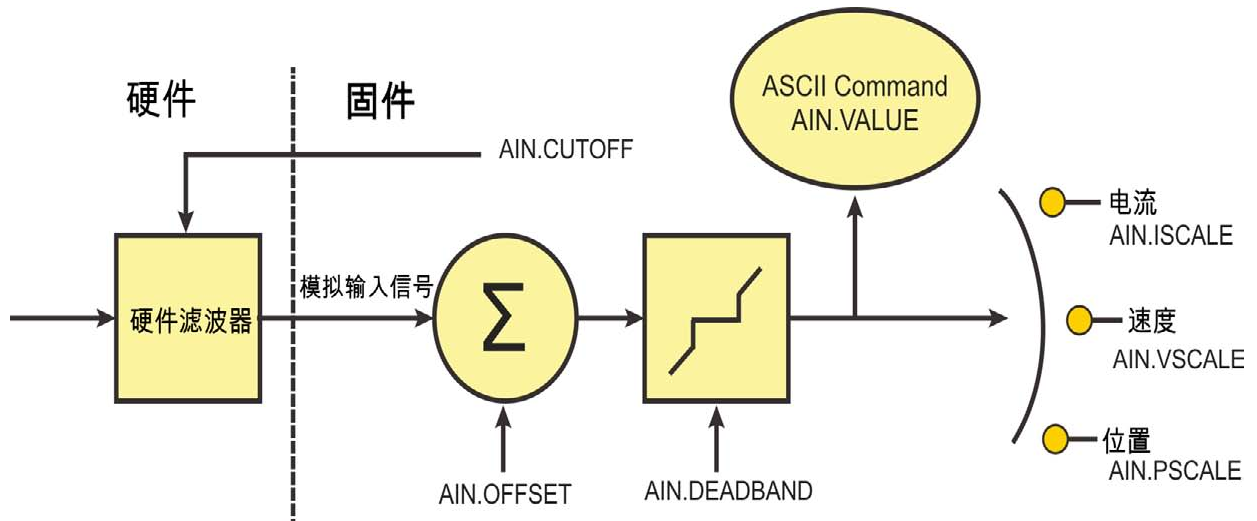 硬件
固件
ASCII Command
AIN.VALUE
AIN.CUTOFF
电流
AIN.ISCALE
硬件滤波器
模拟输入信号
Σ
速度
AIN.VSCALE
位置
AIN.PSCALE
AIN.OFFSET
AIN.DEADBAND